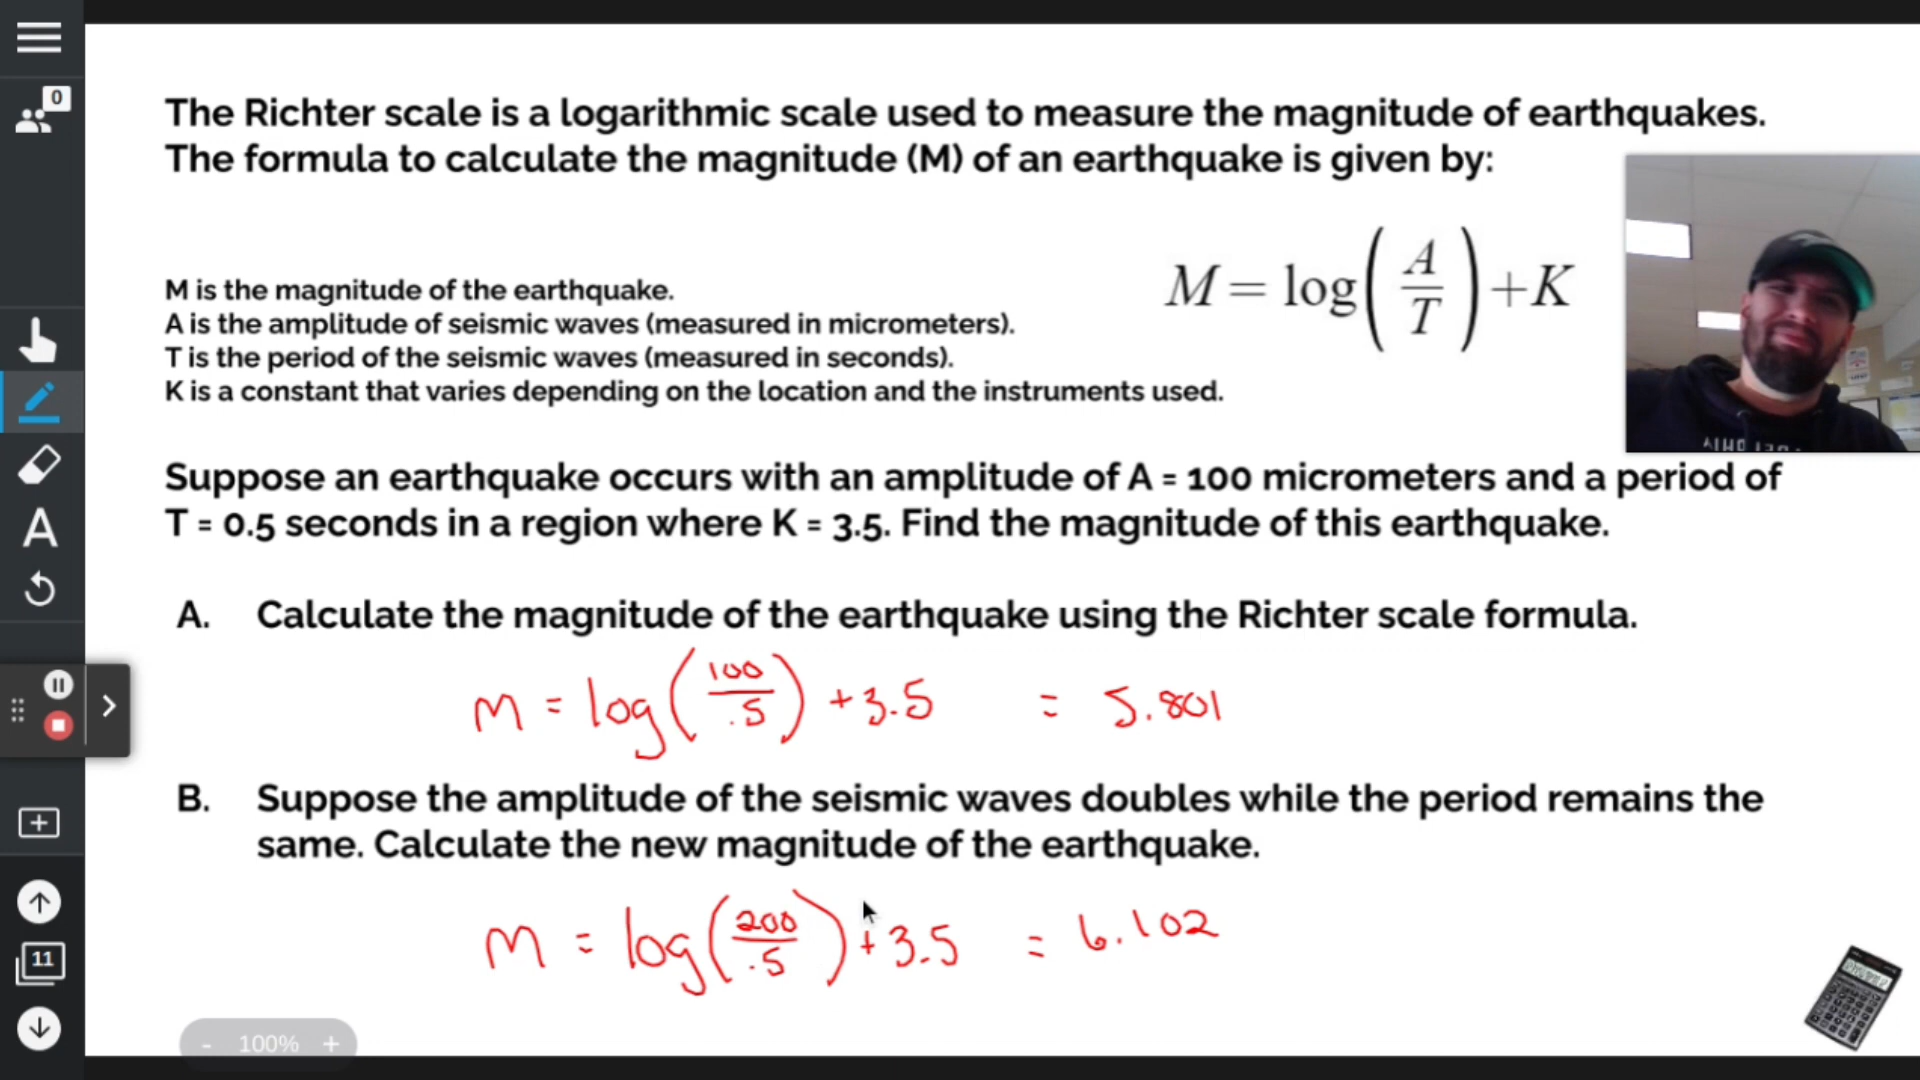 0
The Richter scale is a logarithmic scale used to measure the magnitude of earthquakes.
The formula to calculate the magnitude (M) of an earthquake is given by:
M = log(A/T) + K
M is the magnitude of the earthquake.
A is the amplitude of seismic waves (measured in micrometers).
T is the period of the seismic waves (measured in seconds).
K is a constant that varies depending on the location and the instruments used.
Suppose an earthquake occurs with an amplitude of A = 100 micrometers and a period of
T = 0.5 seconds in a region where K = 3.5. Find the magnitude of this earthquake.
A. Calculate the magnitude of the earthquake using the Richter scale formula.
M = log(100/.5) + 3.5 = 5.801
B. Suppose the amplitude of the seismic waves doubles while the period remains the
same. Calculate the new magnitude of the earthquake.
M = log(200/.5) + 3.5 = 6.102
A
11
- 100% +